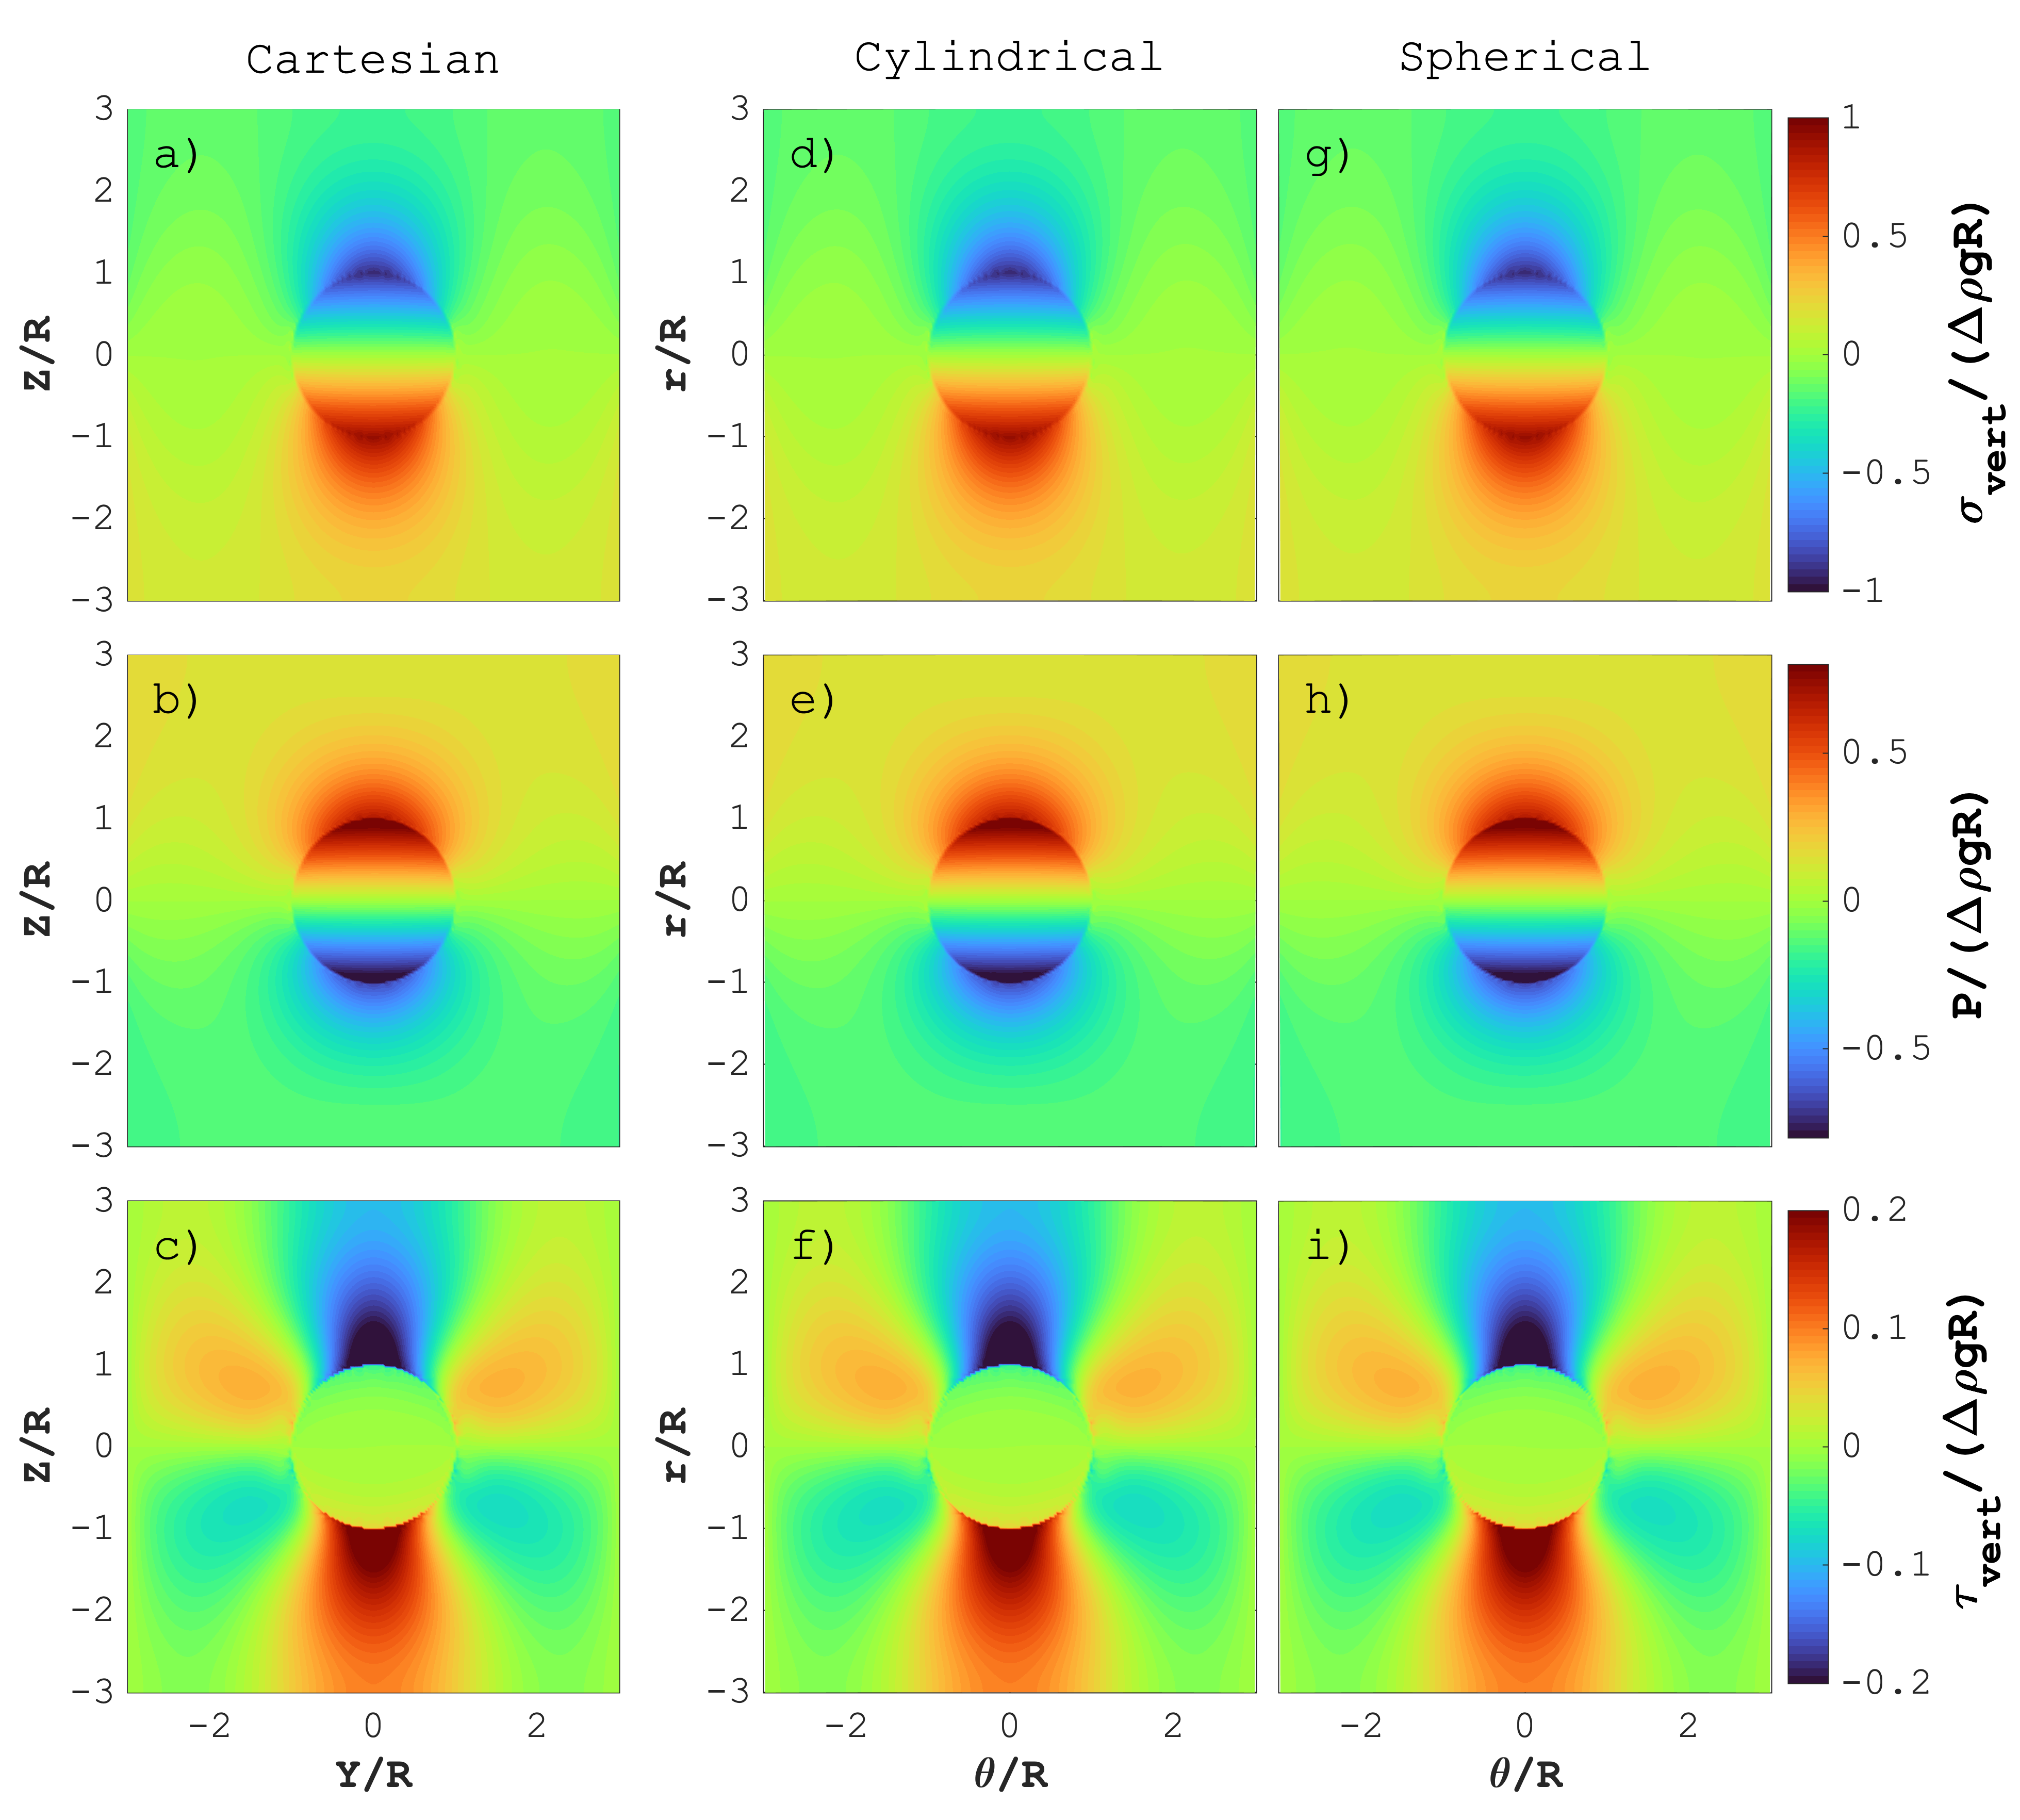 Cartesian Cylindrical Spherical
a) d) g)
3 2 1 0 -1 -2 -3
Z/R
3 2 1 0 -1 -2 -3
r/R
1 0.5 0 -0.5 -1
σvert/(ΔρgR)
b) e) h)
3 2 1 0 -1 -2 -3
Z/R
3 2 1 0 -1 -2 -3
r/R
0.5 0 -0.5
P/(ΔρgR)
c) f) i)
3 2 1 0 -1 -2 -3
Z/R
3 2 1 0 -1 -2 -3
r/R
0.2 0.1 0 -0.1 -0.2
τvert/(ΔρgR)
-2 0 2 -2 0 2 -2 0 2
Y/R θ/R θ/R